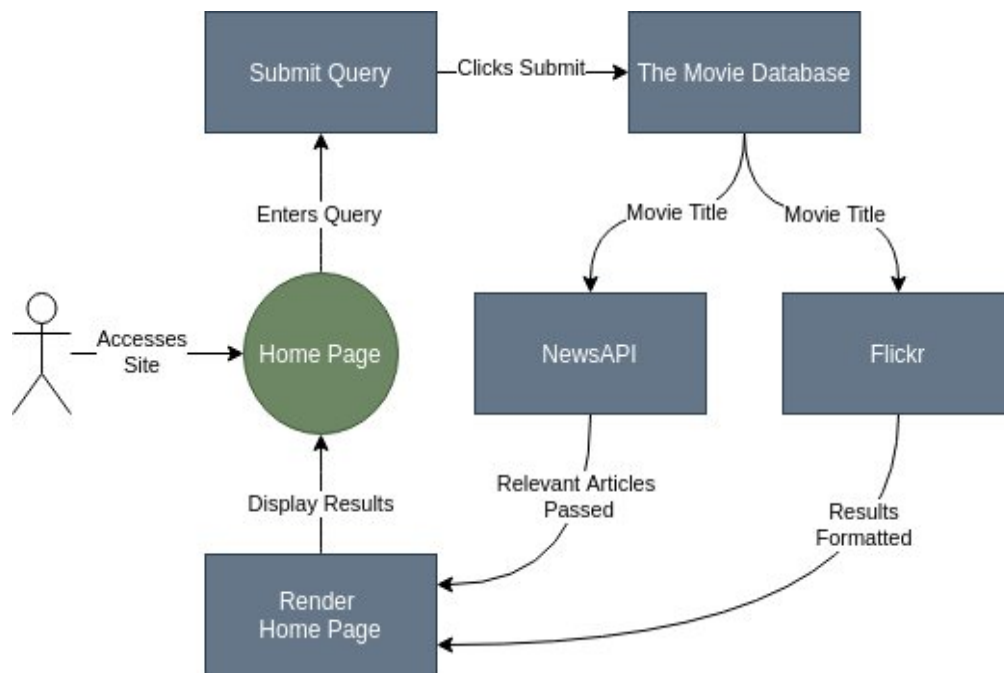 Submit Query
Clicks Submit
The Movie Database
Enters Query
Movie Title
Movie Title
Accesses
Site
Home Page
NewsAPI
Flickr
Display Results
Relevant Articles
Passed
Results
Formatted
Render
Home Page